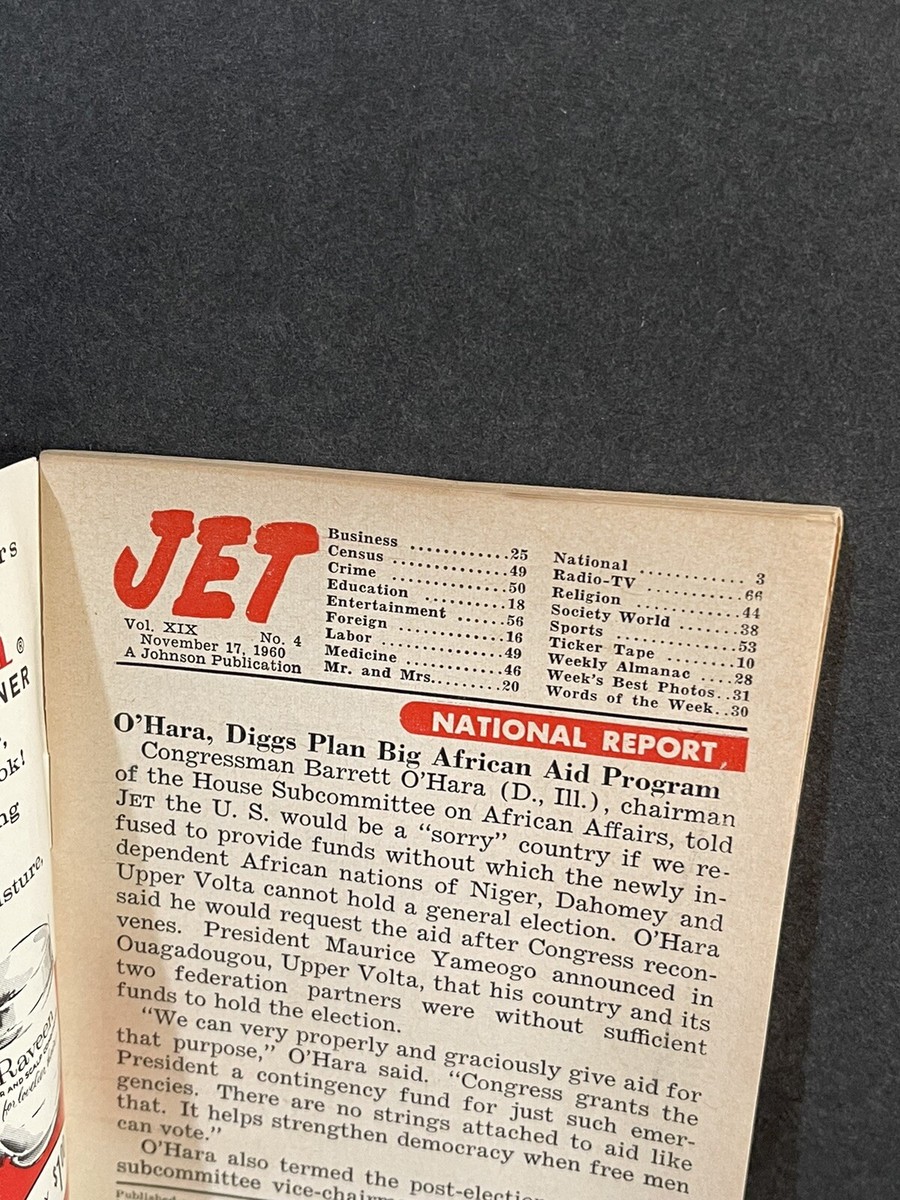 rs
®
NER
ok!
ng
sture,
Raveen
for lovelier
JET
Vol. XIX No. 4
November 17, 1960
A Johnson Publication
Business ............25
Census ..............49
Crime ..............50
Education ..........18
Entertainment ......56
Foreign .............16
Labor ...............49
Medicine ............46
Mr. and Mrs.........20
National ............ 3
Radio-TV ...........66
Religion ............44
Society World .......38
Sports ..............53
Ticker Tape ........10
Weekly Almanac ....28
Week's Best Photos..31
Words of the Week..30
NATIONAL REPORT
O'Hara, Diggs Plan Big African Aid Program
Congressman Barrett O'Hara (D., Ill.), chairman
of the House Subcommittee on African Affairs, told
JET the U. S. would be a "sorry" country if we re-
fused to provide funds without which the newly in-
dependent African nations of Niger, Dahomey and
Upper Volta cannot hold a general election. O'Hara
said he would request the aid after Congress recon-
venes. President Maurice Yameogo announced in
Ouagadougou, Upper Volta, that his country and its
two federation partners were without sufficient
funds to hold the election.
"We can very properly and graciously give aid for
that purpose," O'Hara said. "Congress grants the
President a contingency fund for just such emer-
gencies. There are no strings attached to aid like
that. It helps strengthen democracy when free men
can vote."
O'Hara also termed the post-election
subcommittee vice-chairm
Published